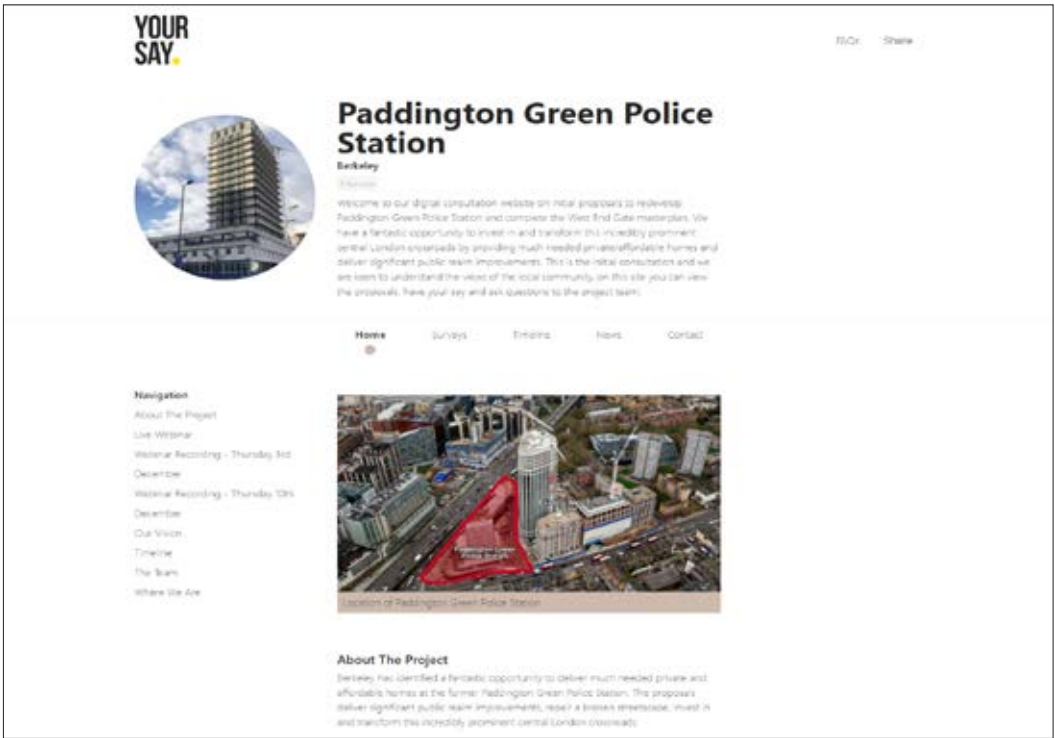 YOUR
SAY.
FAQs Share
Paddington Green Police
Station
Berkeley
Welcome to our digital consultation website on initial proposals to redevelop
Paddington Green Police Station and complete the West End Gate masterplan. We
have a fantastic opportunity to invest in and transform this incredibly prominent
central London crossroads by providing much needed private/affordable homes and
deliver significant public realm improvements. This is the initial consultation and we
are keen to understand the views of the local community, on this site you can view
the proposals, have your say and ask questions to the project team.
Home Surveys Timeline News Contact
Navigation
About The Project
Live Webinar
Webinar Recording - Thursday 3rd
December
Webinar Recording - Thursday 10th
December
Our Vision
Timeline
The Team
Where We Are
Paddington Green
Police Station
Location of Paddington Green Police Station
About The Project
Berkeley has identified a fantastic opportunity to deliver much needed private and
affordable homes at the former Paddington Green Police Station. The proposals
deliver significant public realm improvements, repair a broken streetscape, invest in
and transform this incredibly prominent central London crossroads.